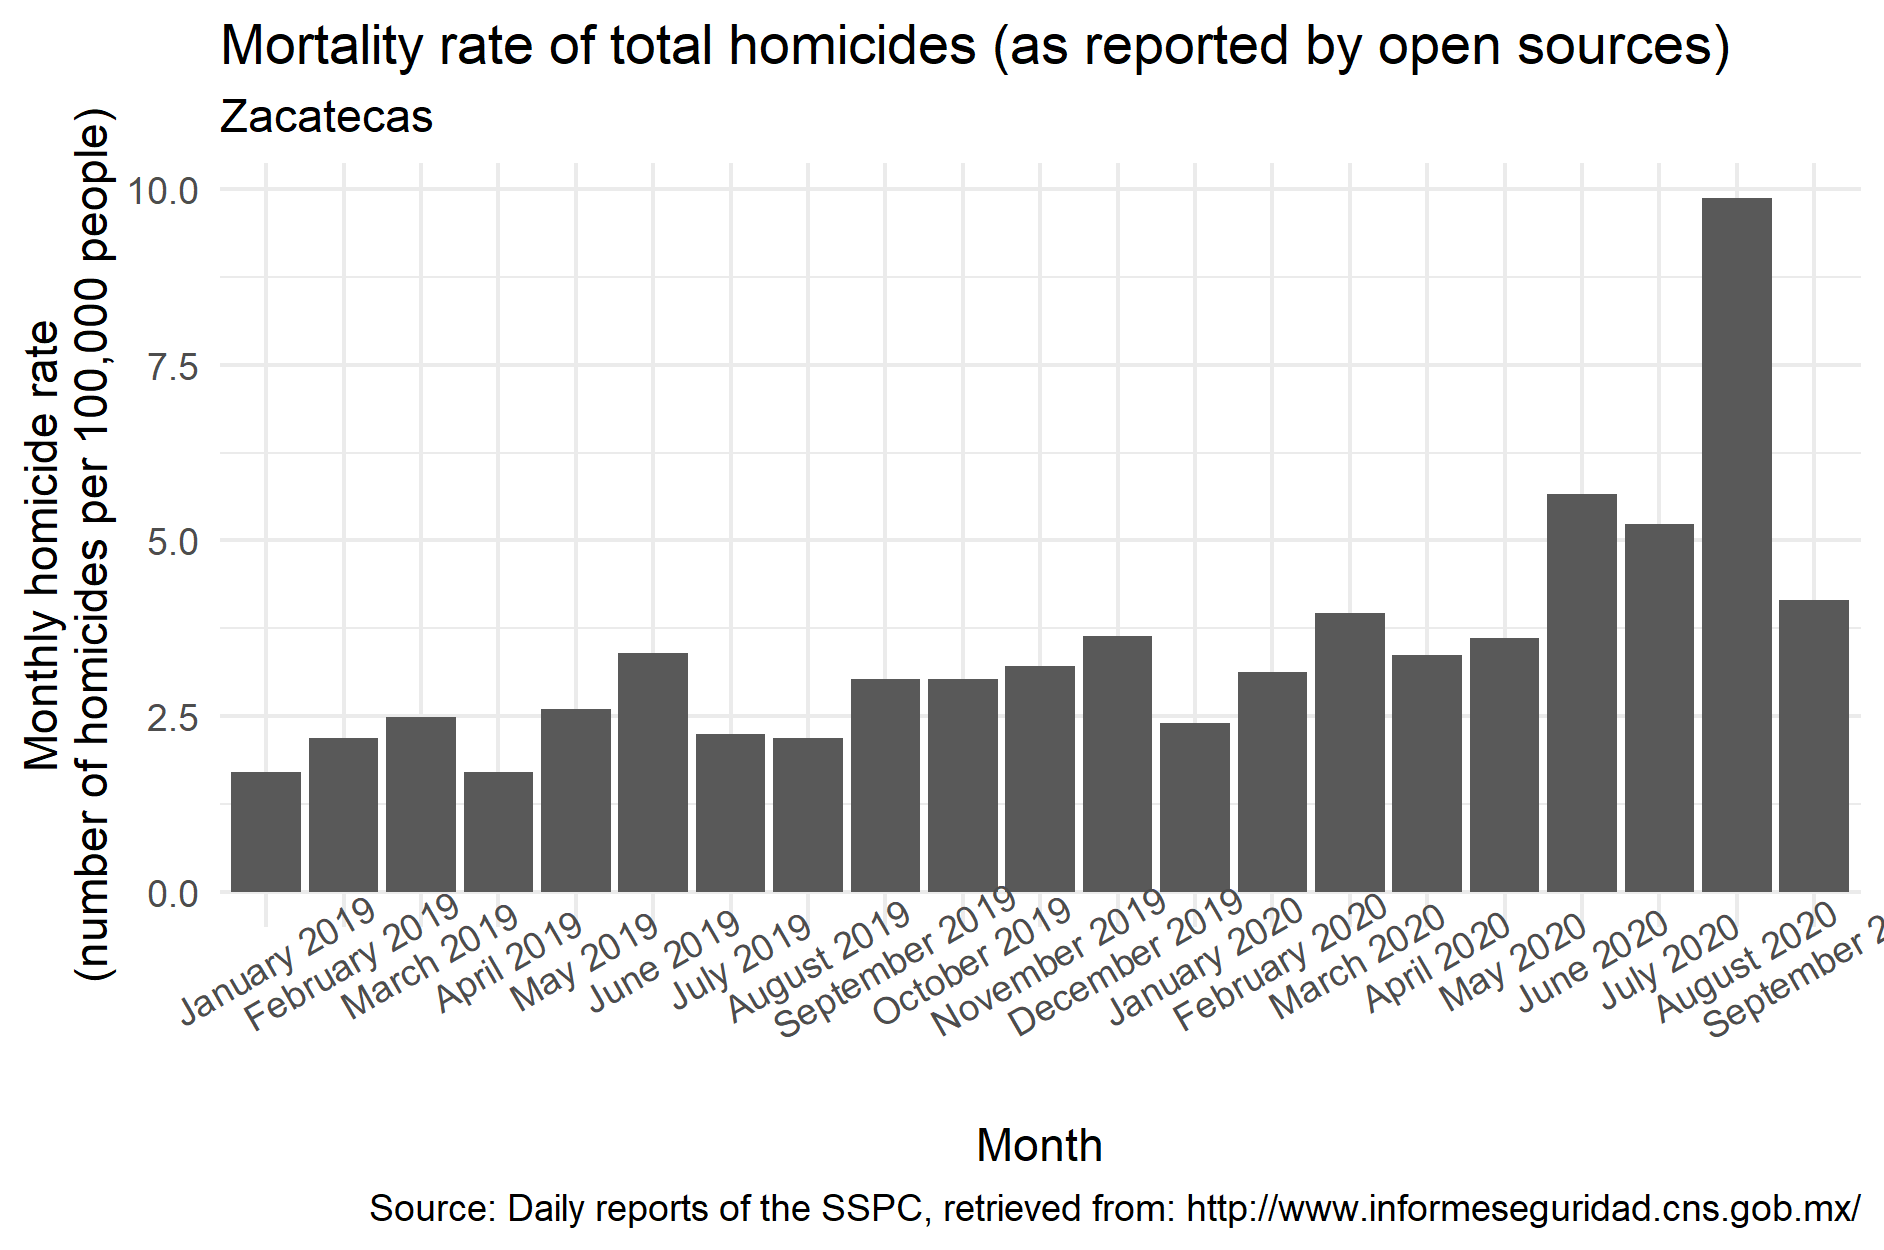 Mortality rate of total homicides (as reported by open sources)
Zacatecas
Monthly homicide rate
(number of homicides per 100,000 people)
10.0
7.5
5.0
2.5
0.0
January 2019
February 2019
March 2019
April 2019
May 2019
June 2019
July 2019
August 2019
September 2019
October 2019
November 2019
December 2019
January 2020
February 2020
March 2020
April 2020
May 2020
June 2020
July 2020
August 2020
September 2
Month
Source: Daily reports of the SSPC, retrieved from: http://www.informeseguridad.cns.gob.mx/